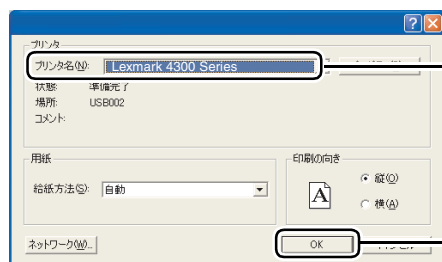 プリンタ
プリンタ名(N): Lexmark 4300 Series
状態: 準備完了
場所: USB002
コメント:
用紙
給紙方法(S): 自動
印刷の向き
A
縦(O)
横(A)
ネットワーク(W)...
OK